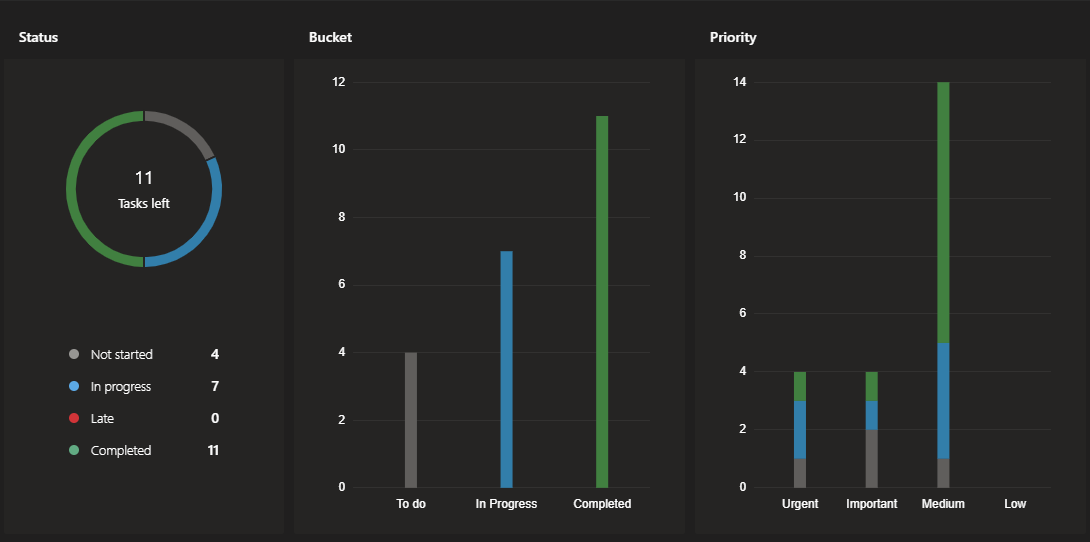 Status
11
Tasks left
Not started 4
In progress 7
Late 0
Completed 11
Bucket
12
10
8
6
4
2
0
To do In Progress Completed
Priority
14
12
10
8
6
4
2
0
Urgent Important Medium Low